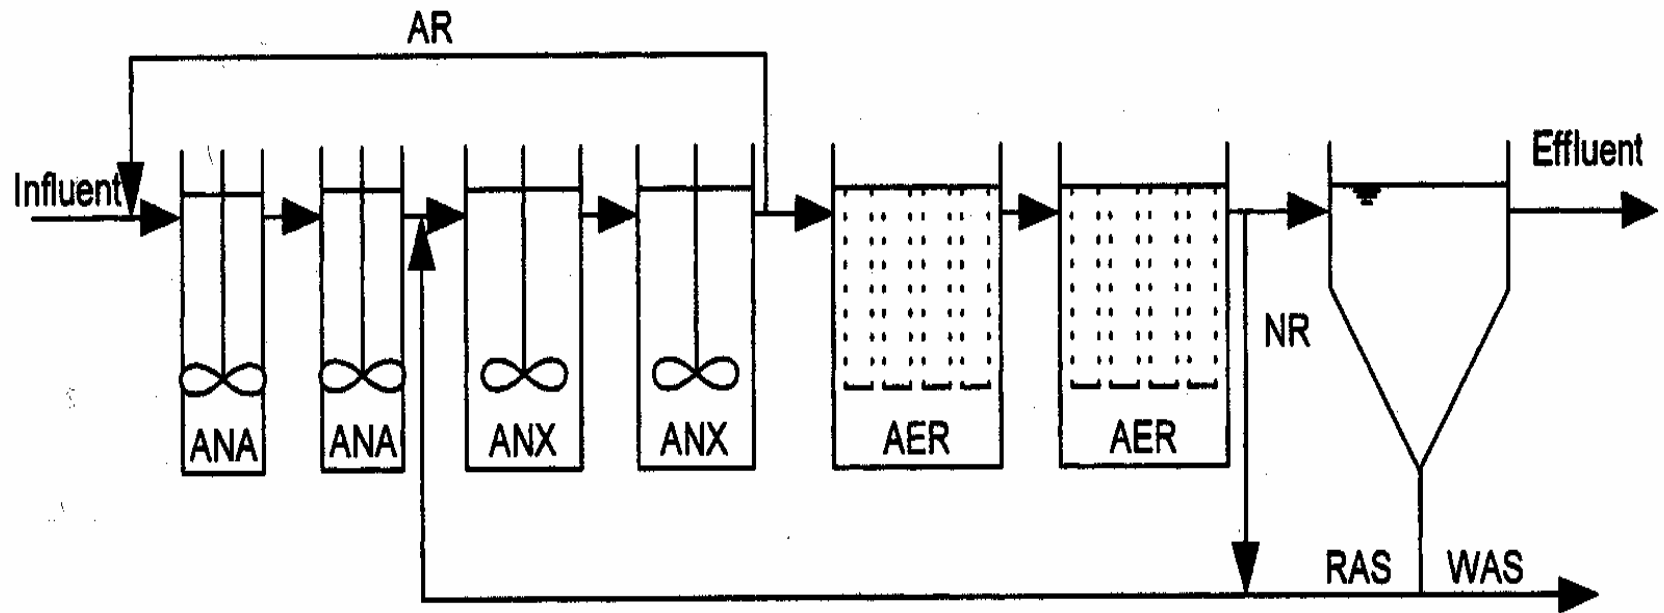 AR
Influent
Effluent
NR
ANA
ANA
ANX
ANX
AER
AER
RAS
WAS